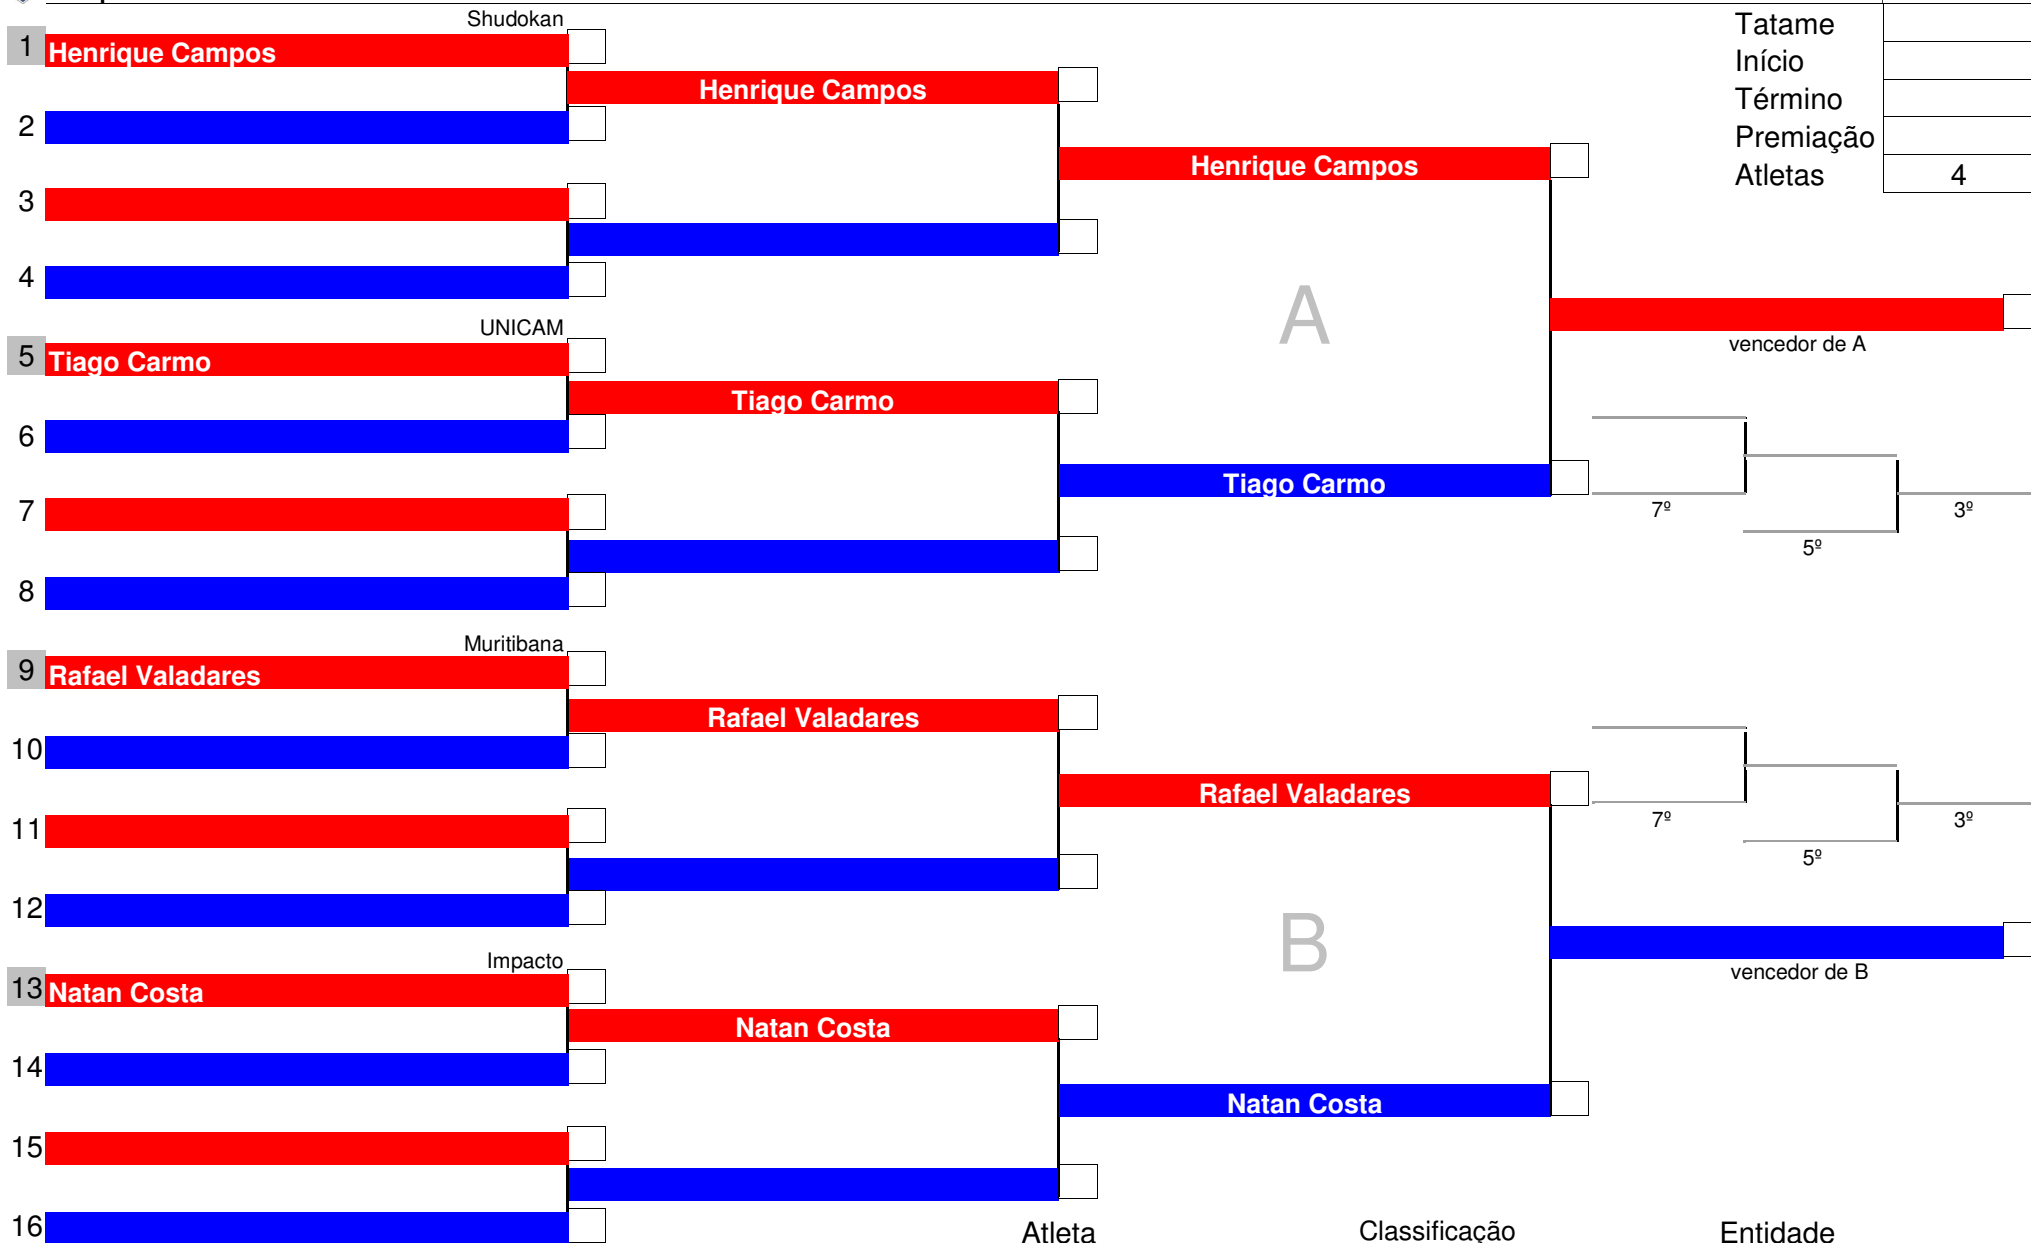 Shudokan
Tatame
1 Henrique Campos
Início
Henrique Campos
Término
2
Premiação
Henrique Campos
Atletas 4
3
4
A
UNICAM
vencedor de A
5 Tiago Carmo
Tiago Carmo
6
Tiago Carmo
7
7º 3º
5º
8
Muritibana
9 Rafael Valadares
Rafael Valadares
10
Rafael Valadares
11
7º 3º
5º
12
B
Impacto
vencedor de B
13 Natan Costa
Natan Costa
14
Natan Costa
15
16
Atleta Classificação Entidade